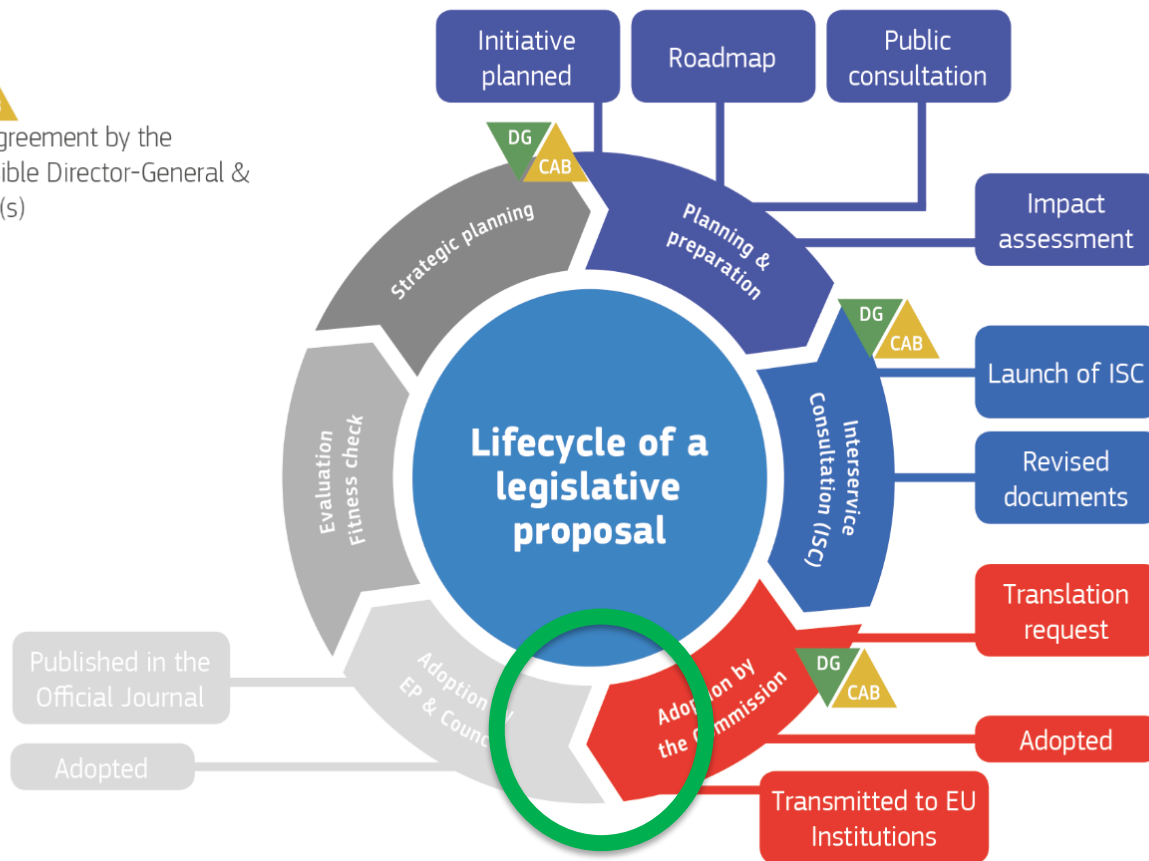 Initiative
planned
Roadmap
Public
consultation
greement by the
ible Director-General &
(s)
DG
CAB
Strategic planning
Planning &
preparation
Impact
assessment
DG
CAB
Launch of ISC
Interservice
Consultation (ISC)
Revised
documents
Evaluation
Fitness check
Lifecycle of a
legislative
proposal
Translation
request
Adoption by
the Commission
DG
CAB
Adopted
Transmitted to EU
Institutions
Adoption by
EP & Council
Published in the
Official Journal
Adopted